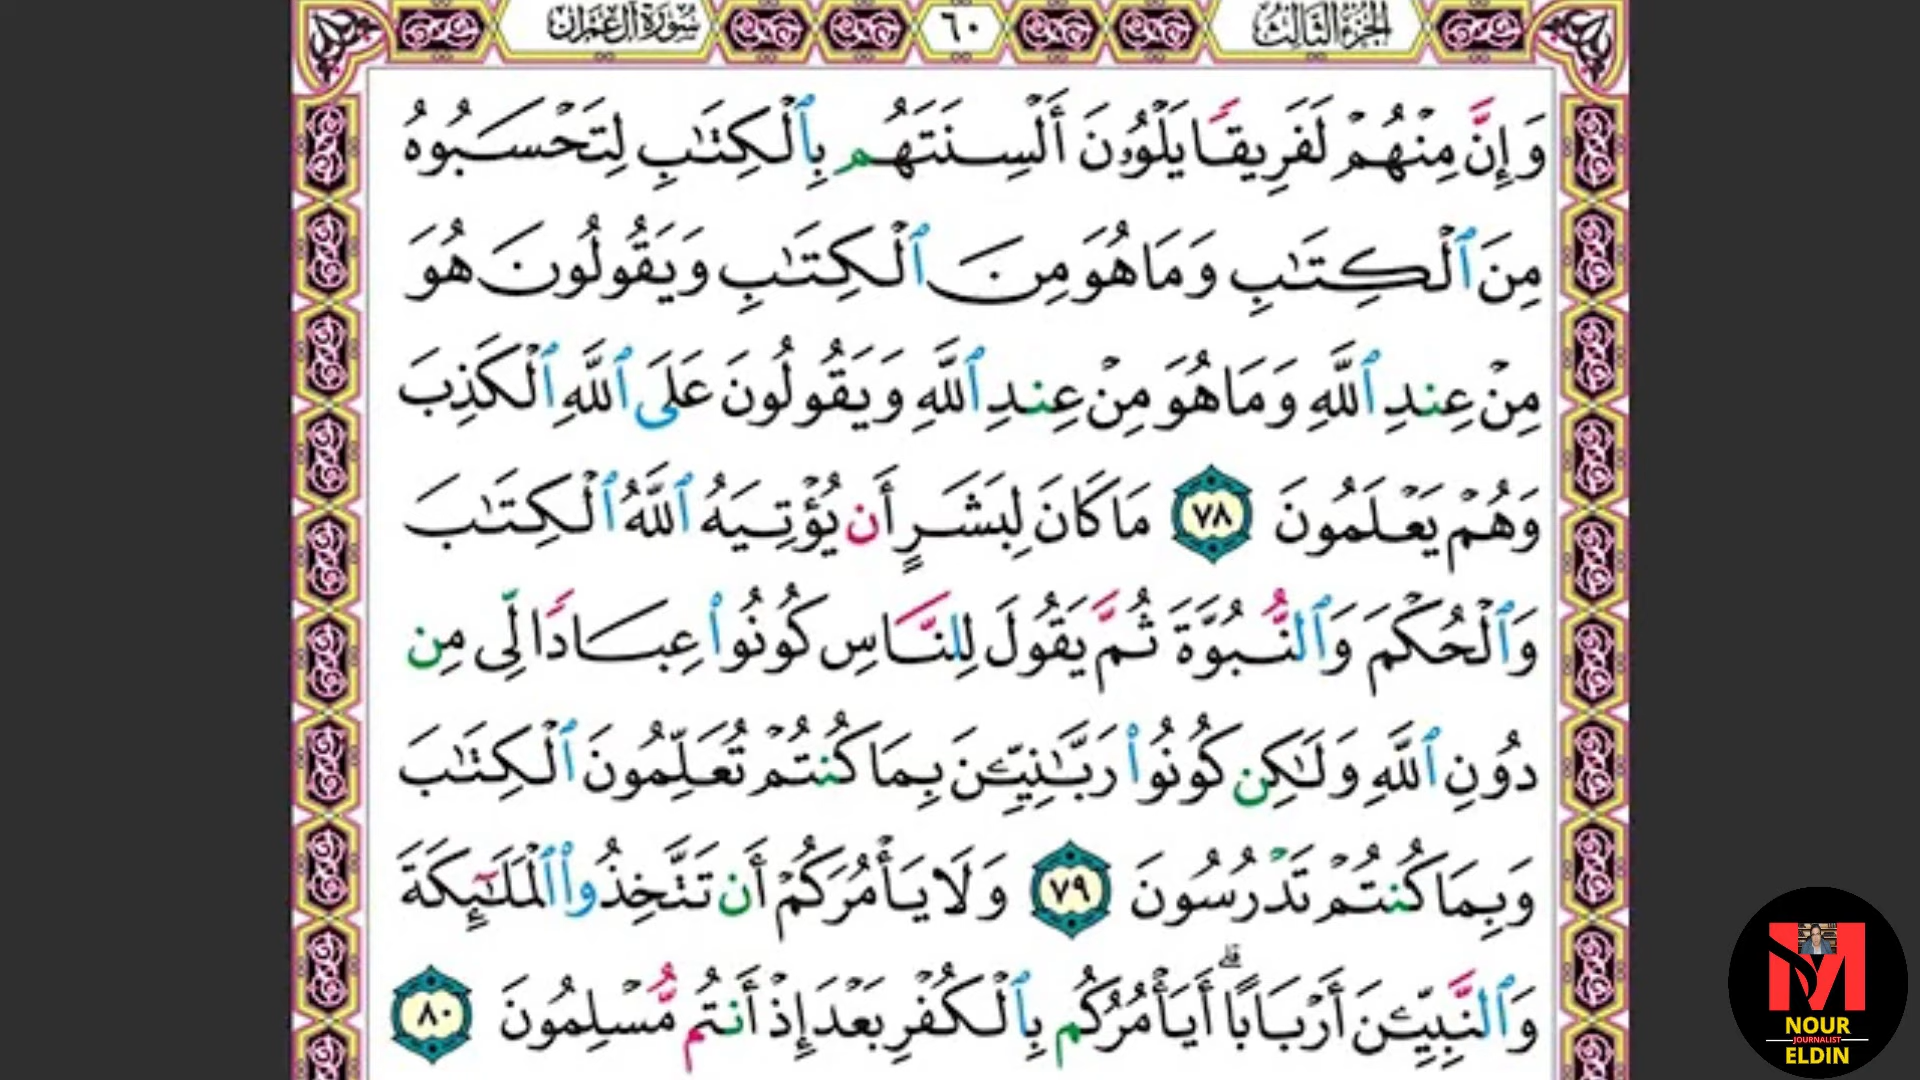 الجزء الثالث
٦٠
سورة آل عمران
وَإِنَّ مِنْهُمْ لَفَرِيقًا يَلْوُۥنَ أَلْسِنَتَهُم بِٱلْكِتَٰبِ لِتَحْسَبُوهُ
مِنَ ٱلْكِتَٰبِ وَمَا هُوَ مِنَ ٱلْكِتَٰبِ وَيَقُولُونَ هُوَ
مِنْ عِندِ ٱللَّهِ وَمَا هُوَ مِنْ عِندِ ٱللَّهِ وَيَقُولُونَ عَلَى ٱللَّهِ ٱلْكَذِبَ
وَهُمْ يَعْلَمُونَ ٧٨ مَا كَانَ لِبَشَرٍ أَن يُؤْتِيَهُ ٱللَّهُ ٱلْكِتَٰبَ
وَٱلْحُكْمَ وَٱلنُّبُوَّةَ ثُمَّ يَقُولَ لِلنَّاسِ كُونُوا۟ عِبَادًا لِّى مِن
دُونِ ٱللَّهِ وَلَٰكِن كُونُوا۟ رَبَّٰنِيِّۦنَ بِمَا كُنتُمْ تُعَلِّمُونَ ٱلْكِتَٰبَ
وَبِمَا كُنتُمْ تَدْرُسُونَ ٧٩ وَلَا يَأْمُرَكُمْ أَن تَتَّخِذُوا۟ ٱلْمَلَٰٓئِكَةَ
وَٱلنَّبِيِّۦنَ أَرْبَابًا ۗ أَيَأْمُرُكُم بِٱلْكُفْرِ بَعْدَ إِذْ أَنتُم مُّسْلِمُونَ ٨٠
M
NOUR
JOURNALIST
ELDIN